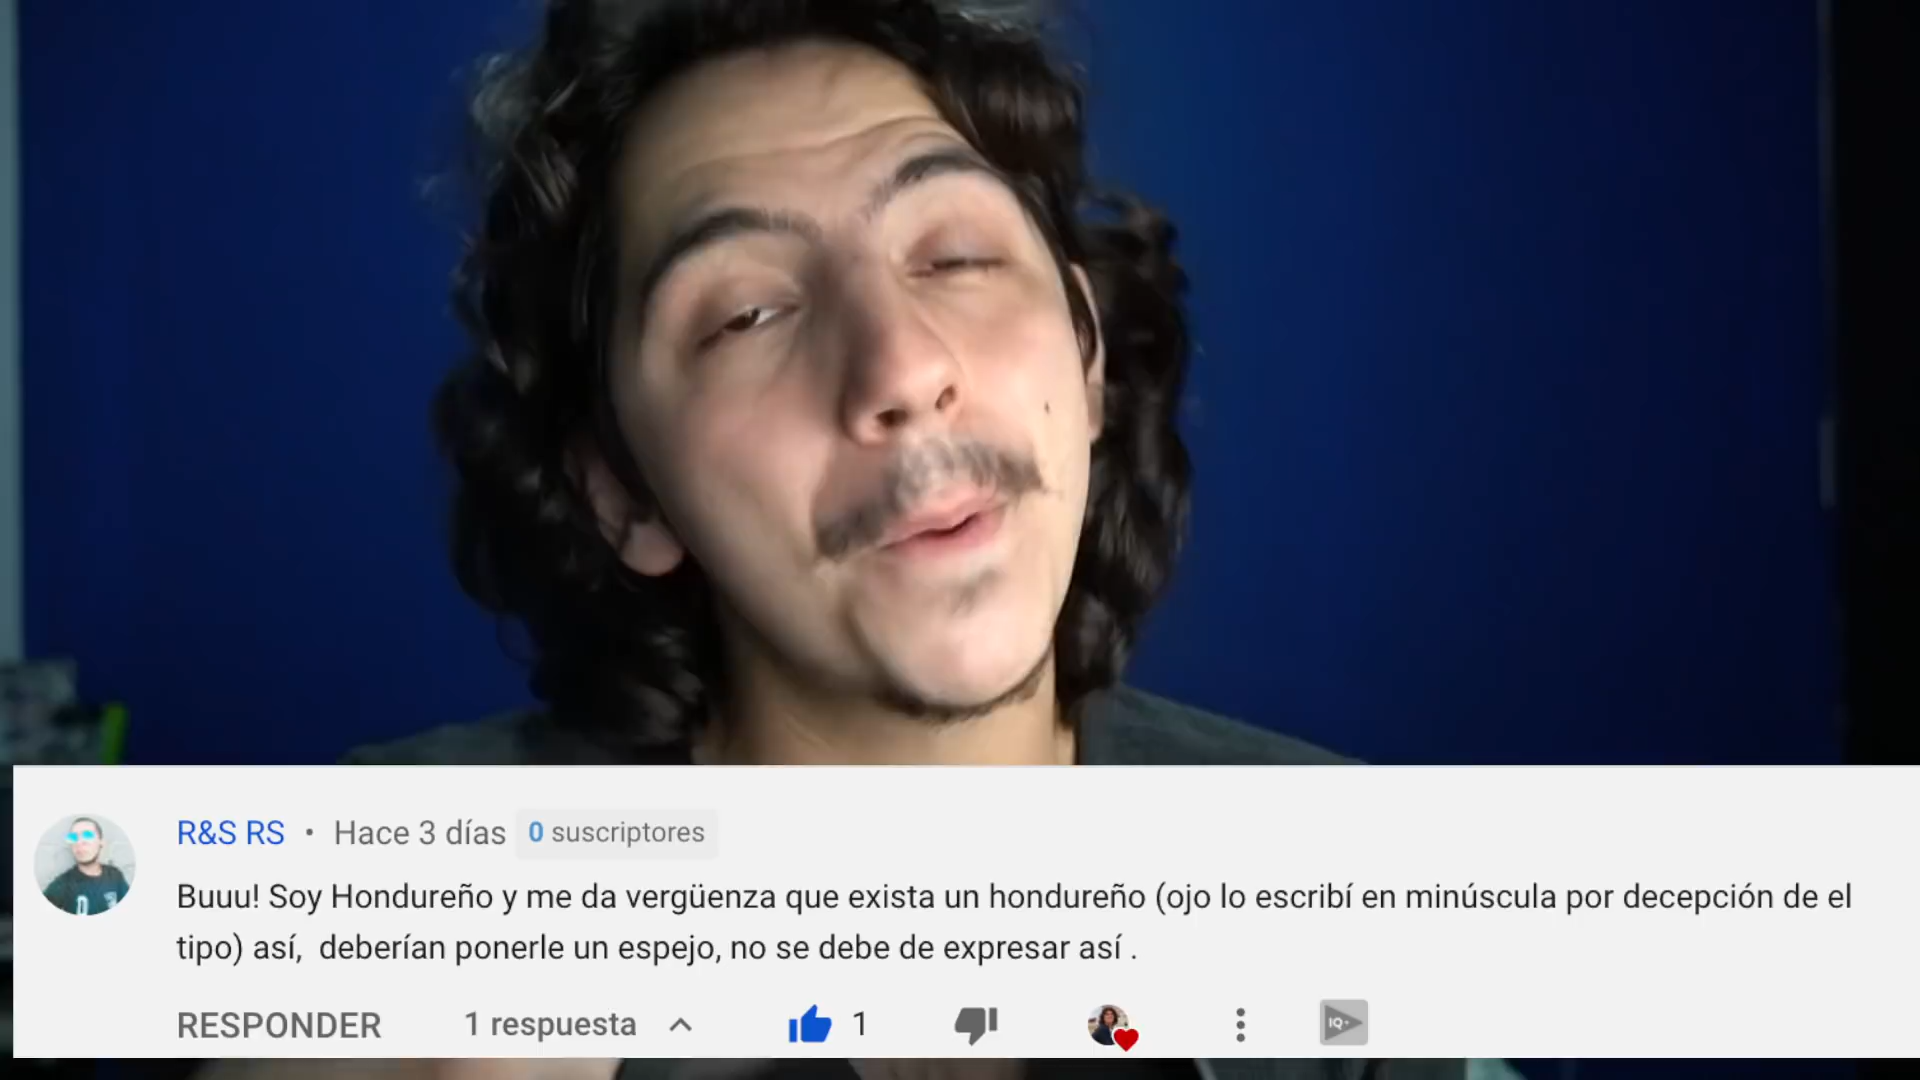 R&S RS • Hace 3 días 0 suscriptores
Buuu! Soy Hondureño y me da vergüenza que exista un hondureño (ojo lo escribí en minúscula por decepción de el
tipo) así,  deberían ponerle un espejo, no se debe de expresar así .
RESPONDER 1 respuesta 1 IQ